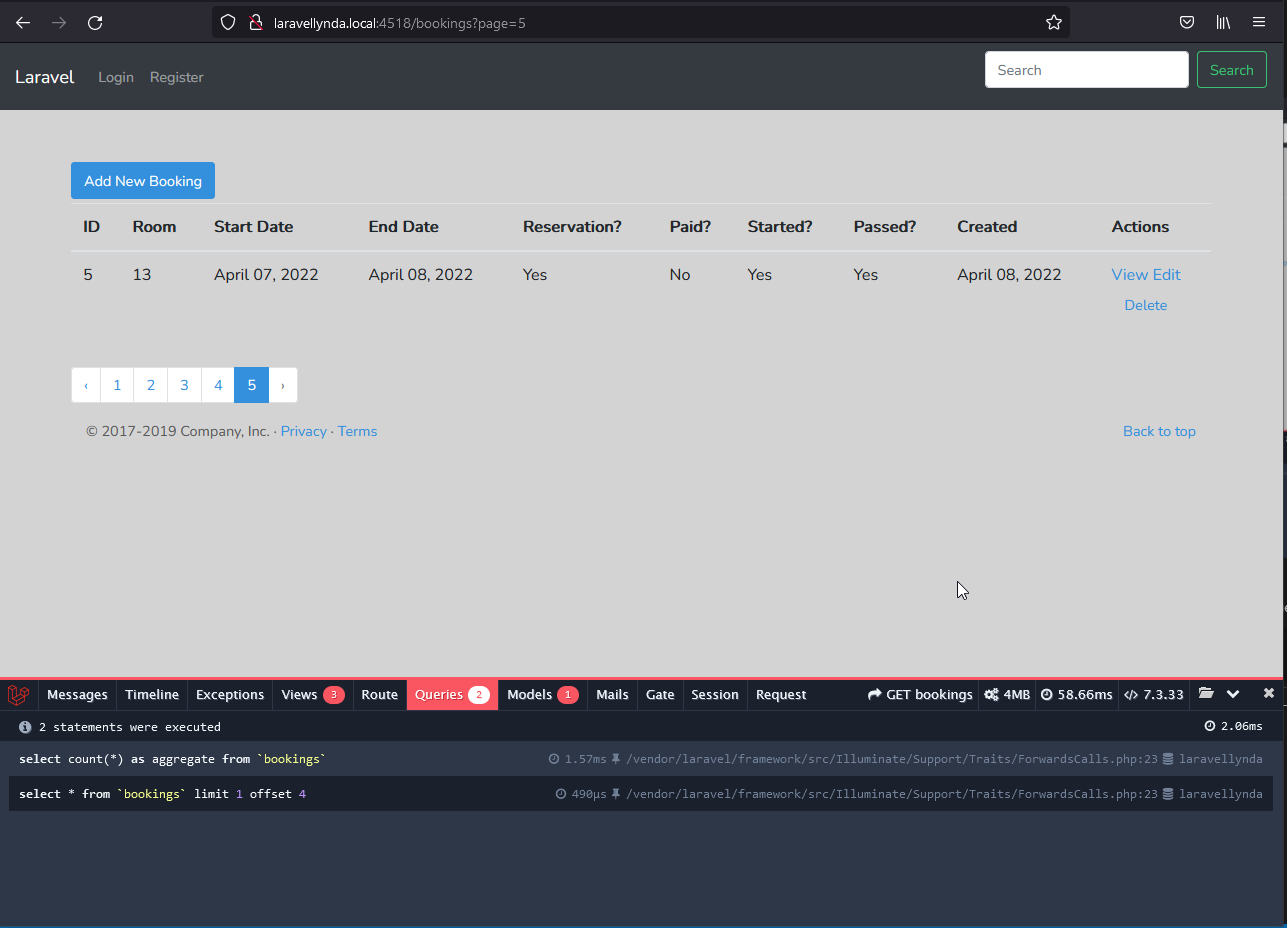 laravellynda.local:4518/bookings?page=5
Laravel Login Register Search Search
Add New Booking
ID Room Start Date End Date Reservation? Paid? Started? Passed? Created Actions
5 13 April 07, 2022 April 08, 2022 Yes No Yes Yes April 08, 2022 View Edit
Delete
‹ 1 2 3 4 5 ›
© 2017-2019 Company, Inc. · Privacy · Terms Back to top
Messages Timeline Exceptions Views 3 Route Queries 2 Models 1 Mails Gate Session Request GET bookings 4MB 58.66ms 7.3.33
2 statements were executed 2.06ms
select count(*) as aggregate from `bookings` 1.57ms /vendor/laravel/framework/src/Illuminate/Support/Traits/ForwardsCalls.php:23 laravellynda
select * from `bookings` limit 1 offset 4 490μs /vendor/laravel/framework/src/Illuminate/Support/Traits/ForwardsCalls.php:23 laravellynda